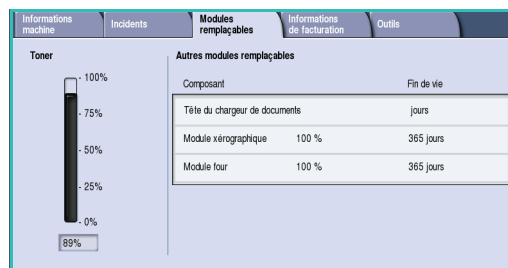 Informations machine
Incidents
Modules remplaçables
Informations de facturation
Outils
Toner
100%
75%
50%
25%
0%
89%
Autres modules remplaçables
Composant Fin de vie
Tête du chargeur de documents jours
Module xérographique 100 % 365 jours
Module four 100 % 365 jours